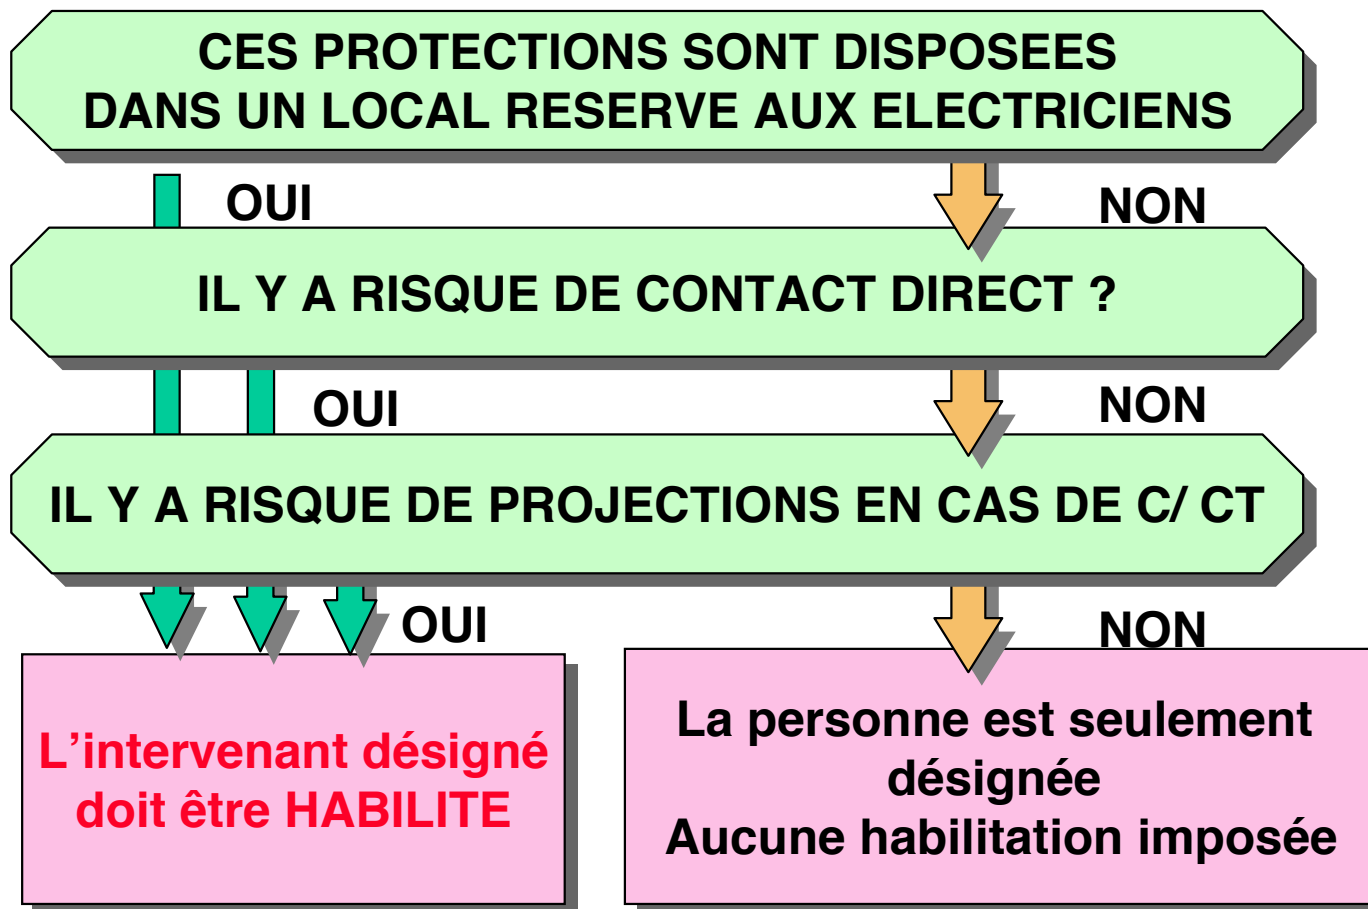 CES PROTECTIONS SONT DISPOSEES
DANS UN LOCAL RESERVE AUX ELECTRICIENS
OUI
NON
IL Y A RISQUE DE CONTACT DIRECT ?
OUI
NON
IL Y A RISQUE DE PROJECTIONS EN CAS DE C/ CT
OUI
NON
L’intervenant désigné
doit être HABILITE
La personne est seulement
désignée
Aucune habilitation imposée